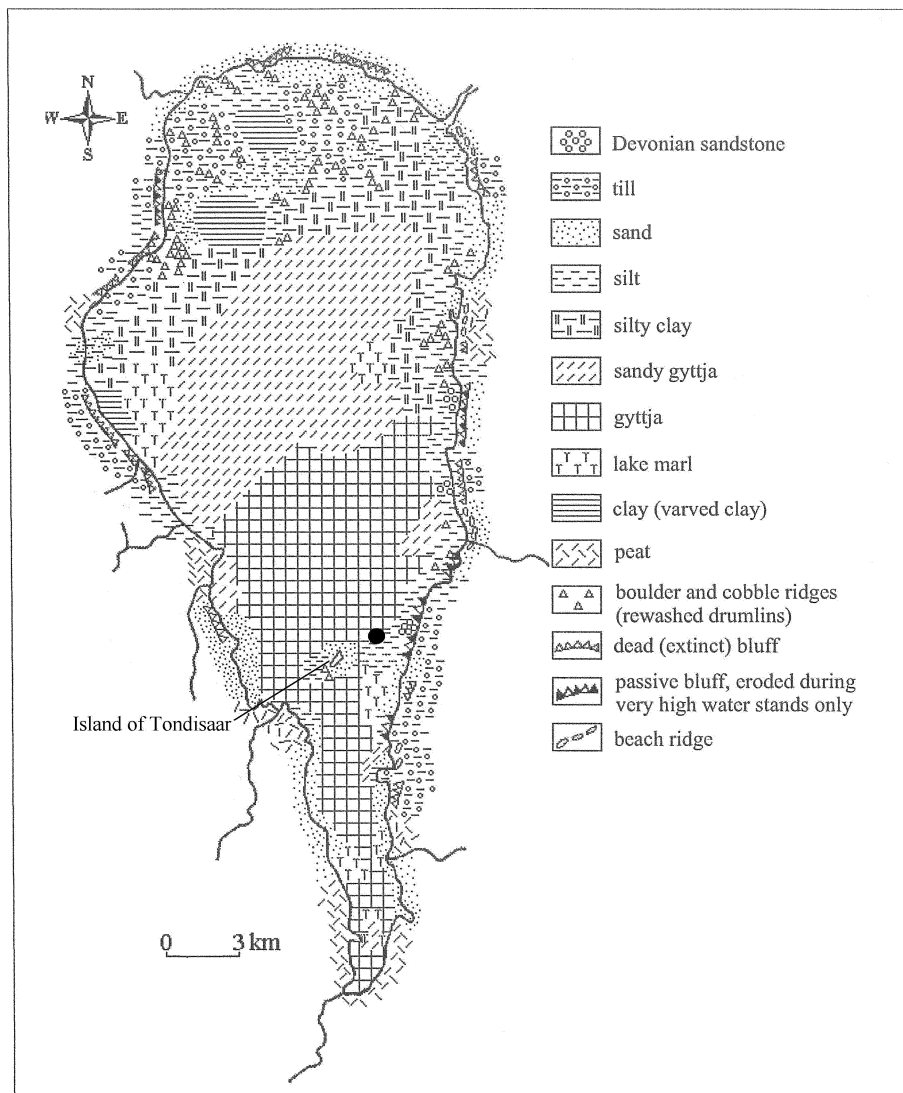 N
W E
S
Devonian sandstone
till
sand
silt
silty clay
sandy gyttja
gyttja
lake marl
clay (varved clay)
peat
boulder and cobble ridges
(rewashed drumlins)
dead (extinct) bluff
passive bluff, eroded during
very high water stands only
beach ridge
Island of Tondisaar
0 3 km